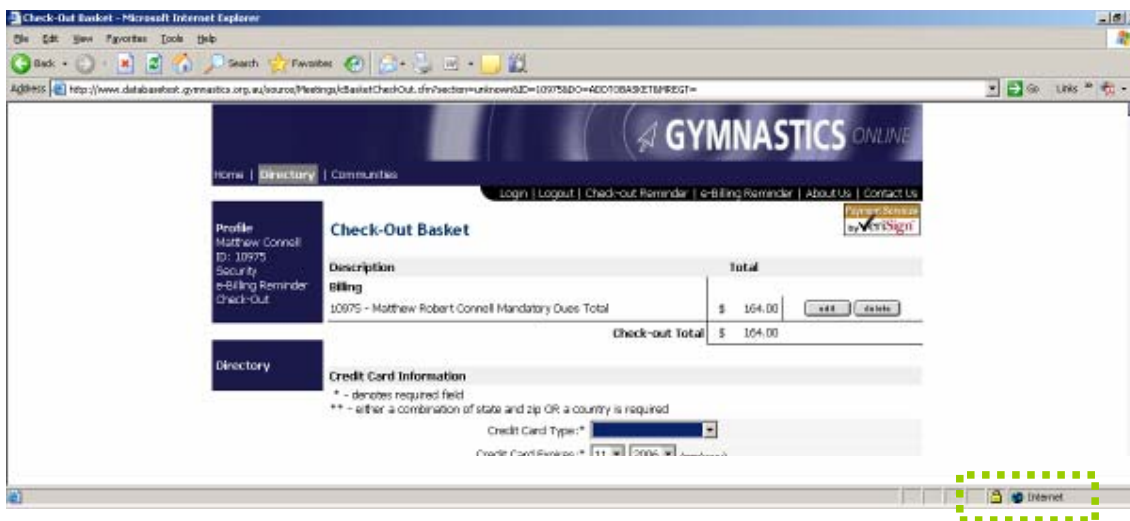 Check-Out Basket - Microsoft Internet Explorer
File Edit View Favorites Tools Help
Back Search Favorites
Address http://www.databasetest.gymnastics.org.au/source/Meetings/cBasketCheckOut.cfm?section=unknown&ID=10975&DO=ADDTOBASKET&MREGT= Go Links
GYMNASTICS ONLINE
Home | Directory | Communities
Login | Logout | Check-out Reminder | e-Billing Reminder | About Us | Contact Us
Payment Services
by VeriSign
Profile
Matthew Connell
ID: 10975
Security
e-Billing Reminder
Check-Out
Directory
Check-Out Basket
Description Total
Billing
10975 - Matthew Robert Connell Mandatory Dues Total $ 164.00 edit delete
Check-out Total $ 164.00
Credit Card Information
* - denotes required field
** - either a combination of state and zip OR a country is required
Credit Card Type:*
Credit Card Expires:* 11 2006
Internet